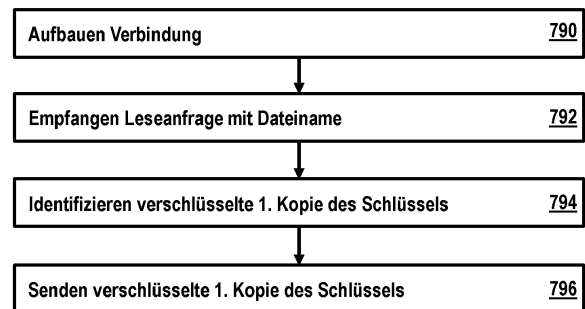 Aufbauen Verbindung 790
Empfangen Leseanfrage mit Dateiname 792
Identifizieren verschlüsselte 1. Kopie des Schlüssels 794
Senden verschlüsselte 1. Kopie des Schlüssels 796